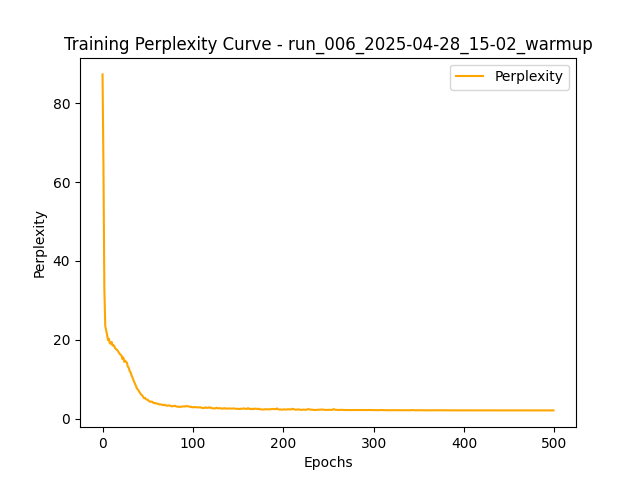 Training Perplexity Curve - run_006_2025-04-28_15-02_warmup
Perplexity
80
60
40
20
0
Perplexity
0 100 200 300 400 500
Epochs